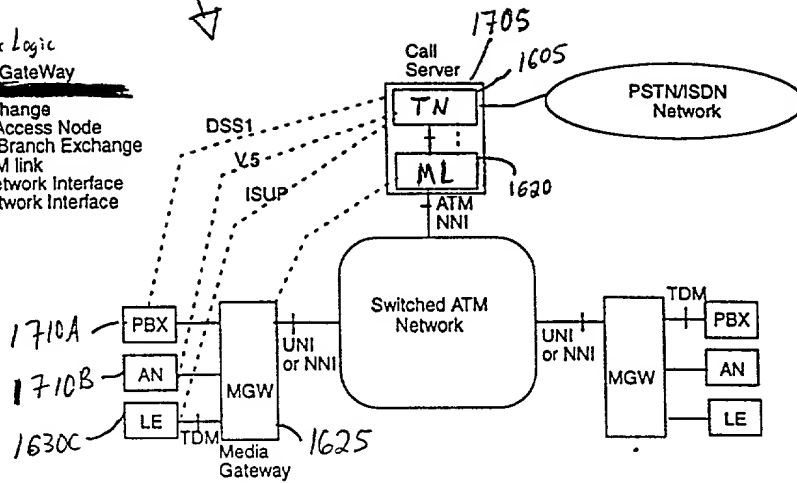 r Logic
GateWay
change
Access Node
Branch Exchange
M link
etwork Interface
twork Interface
1705
Call
Server
1605
TN
PSTN/ISDN
Network
DSS1
V.5
ISUP
ML
1620
ATM
NNI
Switched ATM
Network
1710A
PBX
UNI
or NNI
UNI
or NNI
TDM
PBX
1710B
AN
MGW
MGW
AN
1630C
LE
TDM
LE
Media
Gateway
1625